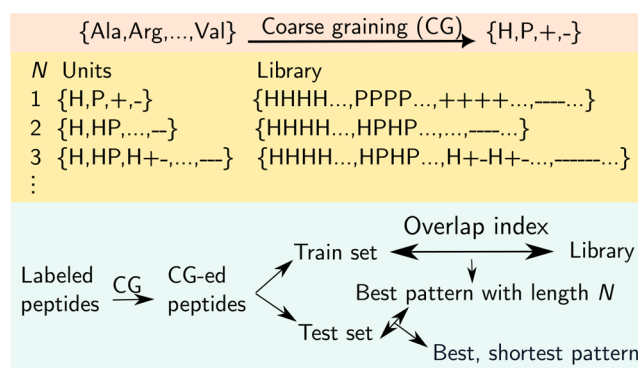 {Ala,Arg,...,Val} Coarse graining (CG) {H,P,+,-}
N Units Library
1 {H,P,+,-} {HHHH...,PPPP...,++++...,----...}
2 {H,HP,...,--} {HHHH...,HPHP...,...,----...}
3 {H,HP,H+-,...,---} {HHHH...,HPHP...,H+-H+-...,------...}
⋮
Overlap index
Train set Library
Labeled peptides CG CG-ed peptides
Best pattern with length N
Test set
Best, shortest pattern